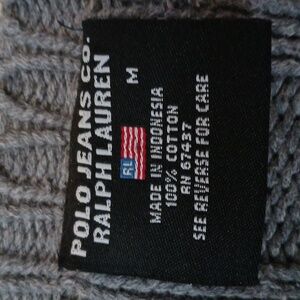 POLO JEANS CO.
RALPH LAUREN
RL
M
MADE IN INDONESIA
100% COTTON
RN 67437
SEE REVERSE FOR CARE